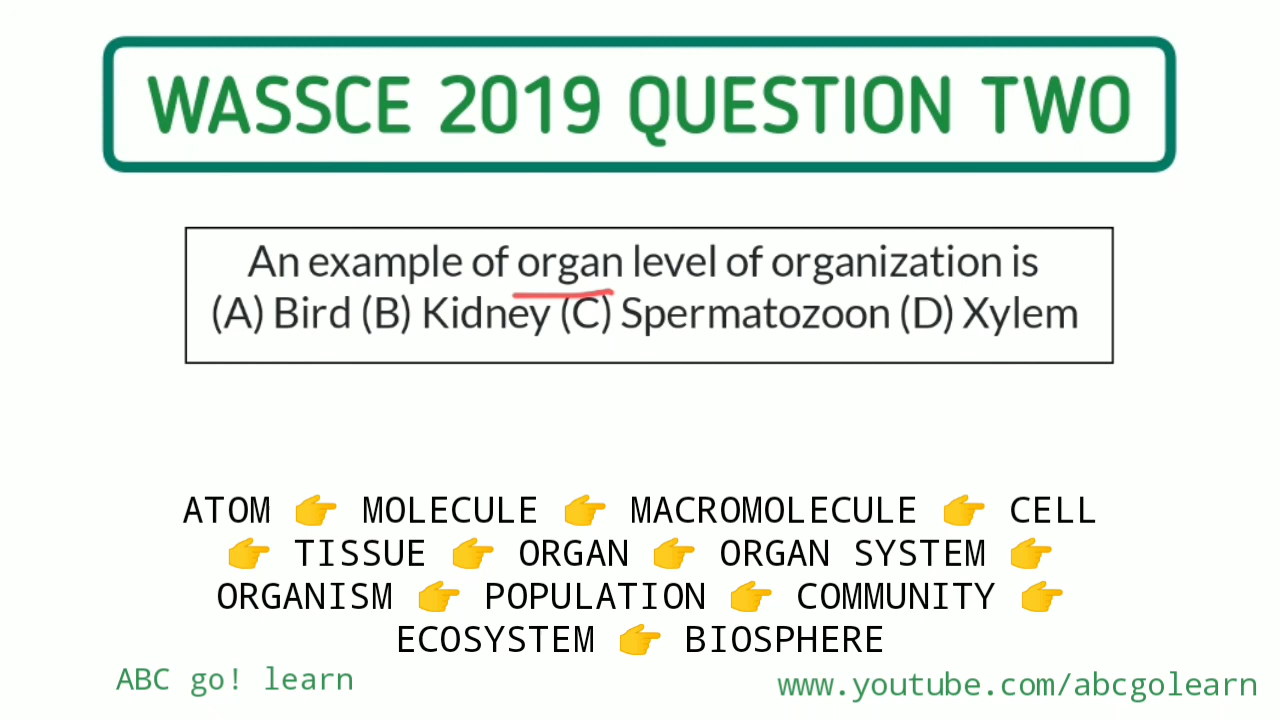 WASSCE 2019 QUESTION TWO
An example of organ level of organization is
(A) Bird (B) Kidney (C) Spermatozoon (D) Xylem
ATOM 👉 MOLECULE 👉 MACROMOLECULE 👉 CELL
👉 TISSUE 👉 ORGAN 👉 ORGAN SYSTEM 👉
ORGANISM 👉 POPULATION 👉 COMMUNITY 👉
ECOSYSTEM 👉 BIOSPHERE
ABC go! learn
www.youtube.com/abcgolearn